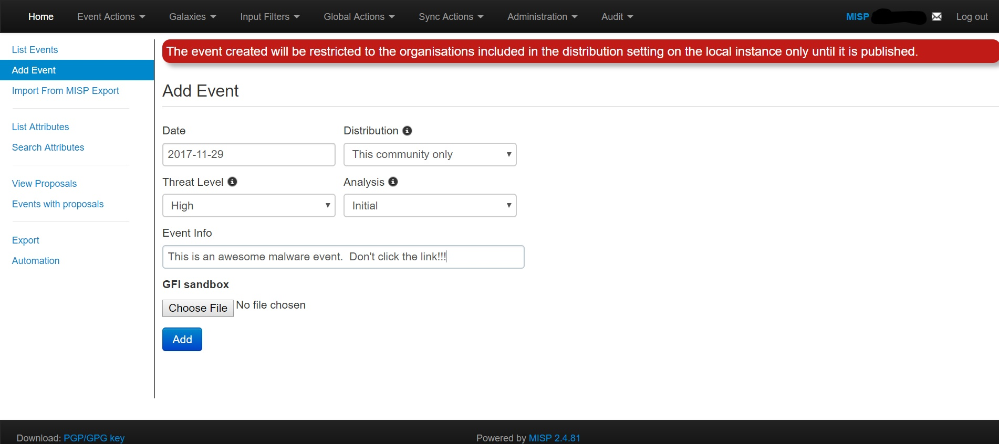 Home Event Actions Galaxies Input Filters Global Actions Sync Actions Administration Audit MISP Log out
List Events
Add Event
Import From MISP Export
List Attributes
Search Attributes
View Proposals
Events with proposals
Export
Automation
The event created will be restricted to the organisations included in the distribution setting on the local instance only until it is published.
Add Event
Date Distribution
2017-11-29 This community only
Threat Level Analysis
High Initial
Event Info
This is an awesome malware event.  Don't click the link!!!
GFI sandbox
Choose File No file chosen
Add
Download: PGP/GPG key Powered by MISP 2.4.81